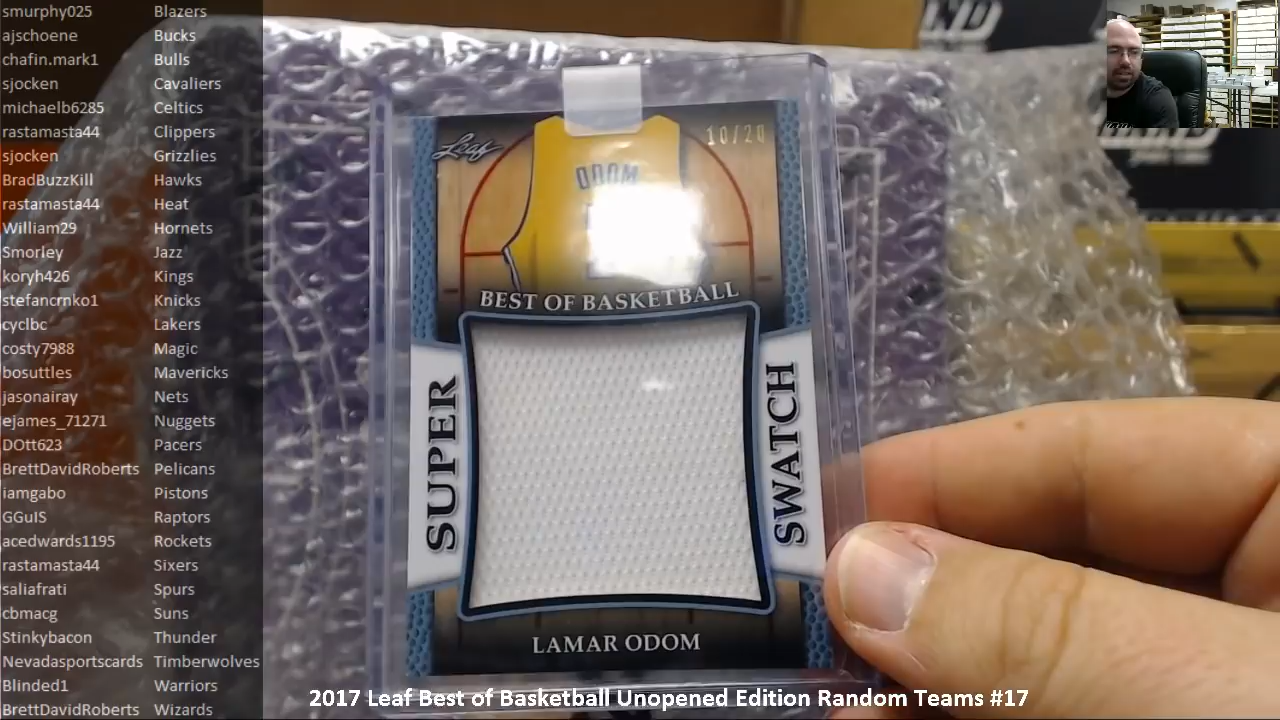 smurphy025 Blazers
ajschoene Bucks
chafin.mark1 Bulls
sjocken Cavaliers
michaelb6285 Celtics
rastamasta44 Clippers
sjocken Grizzlies
BradBuzzKill Hawks
rastamasta44 Heat
William29 Hornets
Smorley Jazz
koryh426 Kings
stefancrnko1 Knicks
cyclbc Lakers
costy7988 Magic
bosuttles Mavericks
jasonairay Nets
ejames_71271 Nuggets
DOtt623 Pacers
BrettDavidRoberts Pelicans
iamgabo Pistons
GGuIS Raptors
acedwards1195 Rockets
rastamasta44 Sixers
saliafrati Spurs
cbmacg Suns
Stinkybacon Thunder
Nevadasportscards Timberwolves
Blinded1 Warriors
BrettDavidRoberts Wizards
Leaf
10/20
ODOM
BEST OF BASKETBALL
SUPER
SWATCH
LAMAR ODOM
2017 Leaf Best of Basketball Unopened Edition Random Teams #17